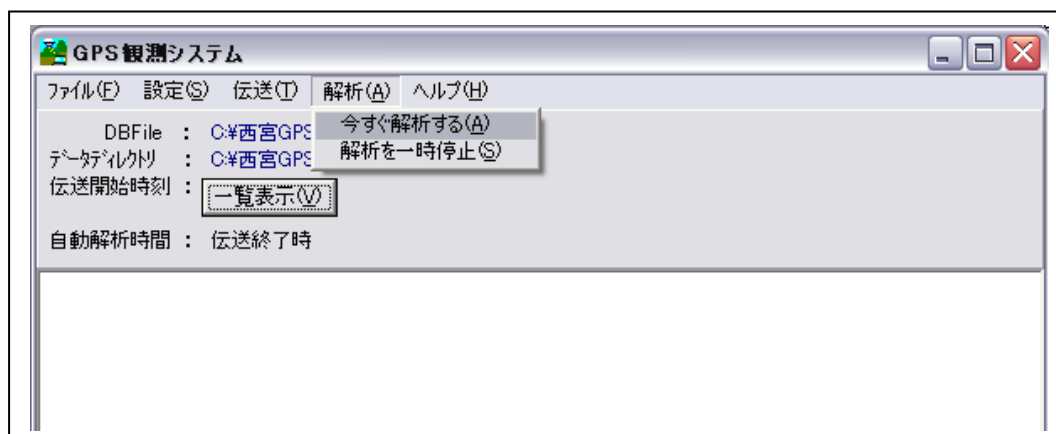 GPS観測システム
ファイル(F) 設定(S) 伝送(T) 解析(A) ヘルプ(H)
今すぐ解析する(A)
解析を一時停止(S)
DBFile : C:¥西宮GPS
データディレクトリ : C:¥西宮GPS
伝送開始時刻 : 一覧表示(V)
自動解析時間 : 伝送終了時